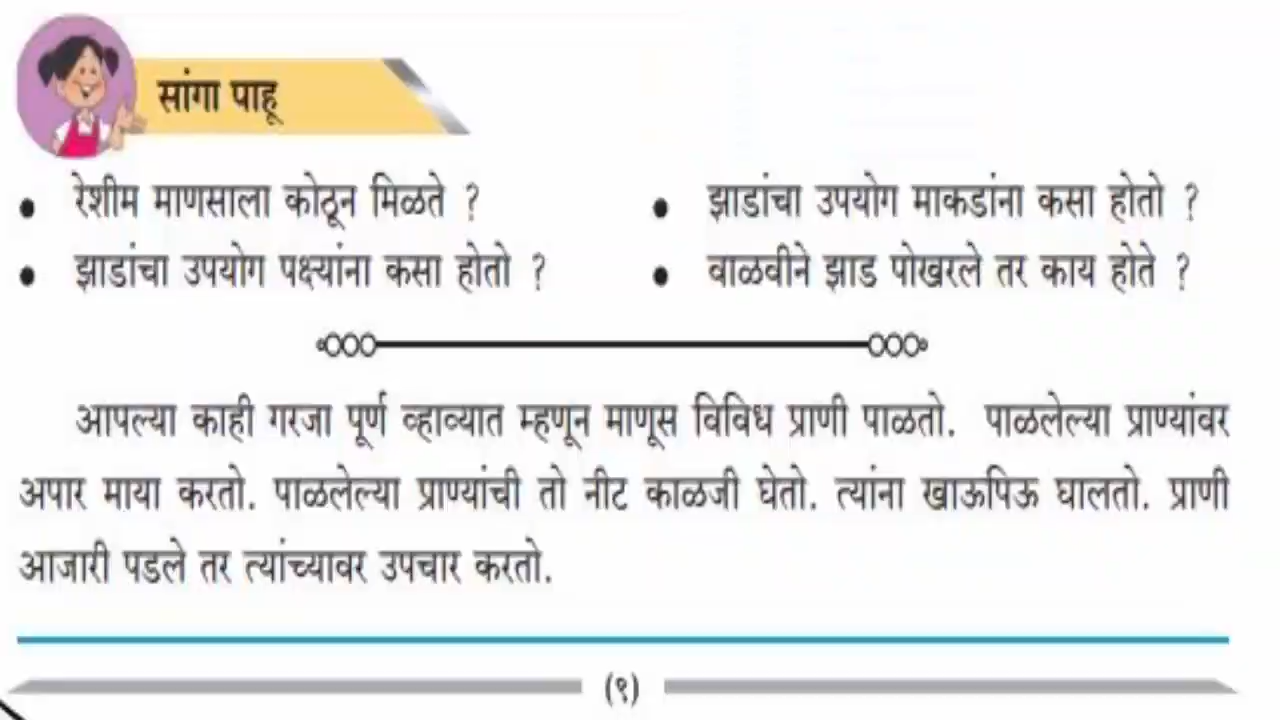 सांगा पाहू
• रेशीम माणसाला कोठून मिळते ?
• झाडांचा उपयोग माकडांना कसा होतो ?
• झाडांचा उपयोग पक्ष्यांना कसा होतो ?
• वाळवीने झाड पोखरले तर काय होते ?
आपल्या काही गरजा पूर्ण व्हाव्यात म्हणून माणूस विविध प्राणी पाळतो. पाळलेल्या प्राण्यांवर
अपार माया करतो. पाळलेल्या प्राण्यांची तो नीट काळजी घेतो. त्यांना खाऊपिऊ घालतो. प्राणी
आजारी पडले तर त्यांच्यावर उपचार करतो.
(९)